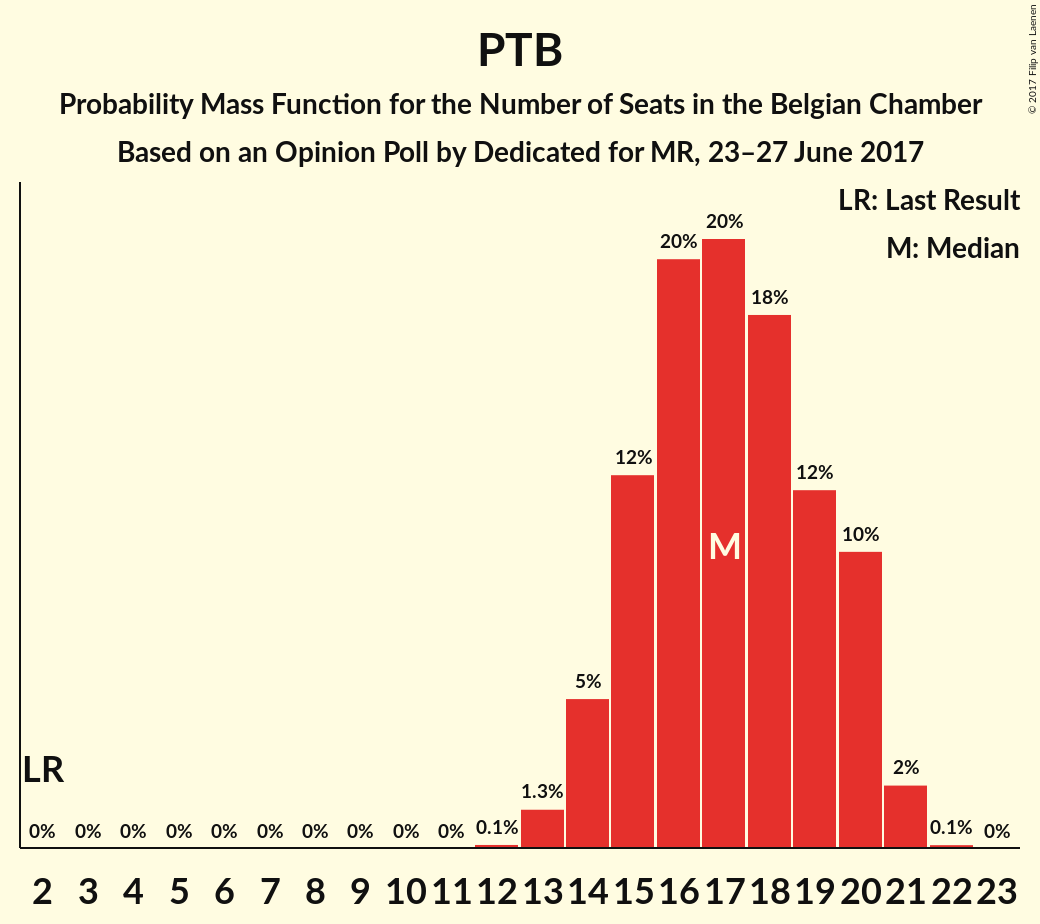 PTB
Probability Mass Function for the Number of Seats in the Belgian Chamber
Based on an Opinion Poll by Dedicated for MR, 23–27 June 2017
© 2017 Filip van Laenen
LR: Last Result
M: Median
20%
20%
18%
12%
12%
10%
M
5%
LR
2%
1.3%
0% 0% 0% 0% 0% 0% 0% 0% 0% 0% 0.1% 0.1% 0%
2 3 4 5 6 7 8 9 10 11 12 13 14 15 16 17 18 19 20 21 22 23